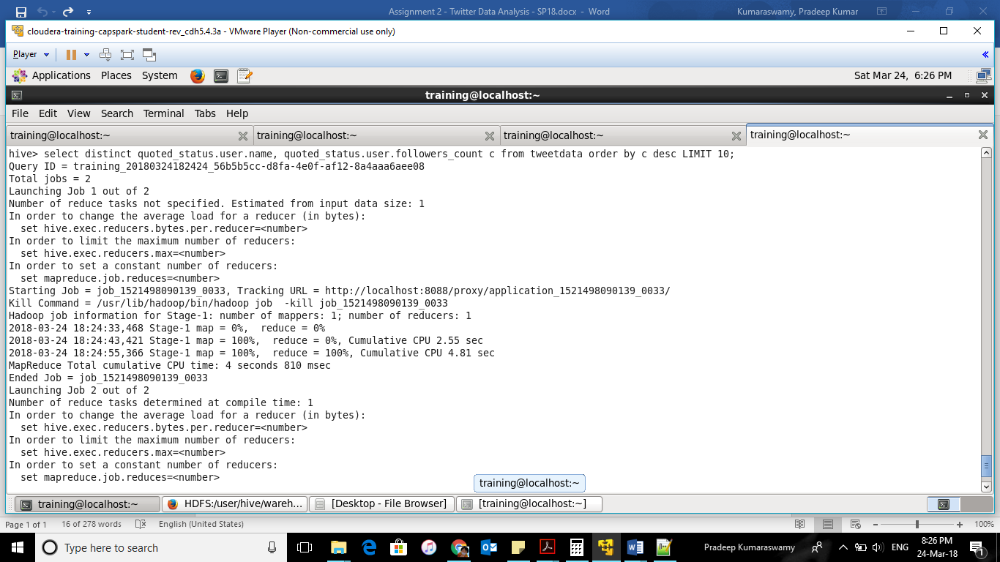 Assignment 2 - Twitter Data Analysis - SP18.docx - Word
Kumaraswamy, Pradeep Kumar
cloudera-training-capspark-student-rev_cdh5.4.3a - VMware Player (Non-commercial use only)
Player
Applications Places System
Sat Mar 24, 6:26 PM
training@localhost:~
File Edit View Search Terminal Tabs Help
training@localhost:~ training@localhost:~ training@localhost:~ training@localhost:~
hive> select distinct quoted_status.user.name, quoted_status.user.followers_count c from tweetdata order by c desc LIMIT 10;
Query ID = training_20180324182424_56b5b5cc-d8fa-4e0f-af12-8a4aaa6aee08
Total jobs = 2
Launching Job 1 out of 2
Number of reduce tasks not specified. Estimated from input data size: 1
In order to change the average load for a reducer (in bytes):
  set hive.exec.reducers.bytes.per.reducer=<number>
In order to limit the maximum number of reducers:
  set hive.exec.reducers.max=<number>
In order to set a constant number of reducers:
  set mapreduce.job.reduces=<number>
Starting Job = job_1521498090139_0033, Tracking URL = http://localhost:8088/proxy/application_1521498090139_0033/
Kill Command = /usr/lib/hadoop/bin/hadoop job  -kill job_1521498090139_0033
Hadoop job information for Stage-1: number of mappers: 1; number of reducers: 1
2018-03-24 18:24:33,468 Stage-1 map = 0%,  reduce = 0%
2018-03-24 18:24:43,421 Stage-1 map = 100%,  reduce = 0%, Cumulative CPU 2.55 sec
2018-03-24 18:24:55,366 Stage-1 map = 100%,  reduce = 100%, Cumulative CPU 4.81 sec
MapReduce Total cumulative CPU time: 4 seconds 810 msec
Ended Job = job_1521498090139_0033
Launching Job 2 out of 2
Number of reduce tasks determined at compile time: 1
In order to change the average load for a reducer (in bytes):
  set hive.exec.reducers.bytes.per.reducer=<number>
In order to limit the maximum number of reducers:
  set hive.exec.reducers.max=<number>
In order to set a constant number of reducers:
  set mapreduce.job.reduces=<number>
training@localhost:~
training@localhost:~ HDFS:/user/hive/wareh... [Desktop - File Browser] [training@localhost:~]
Page 1 of 1 16 of 278 words English (United States) 100%
Type here to search
Pradeep Kumaraswamy
ENG
8:26 PM
24-Mar-18
1